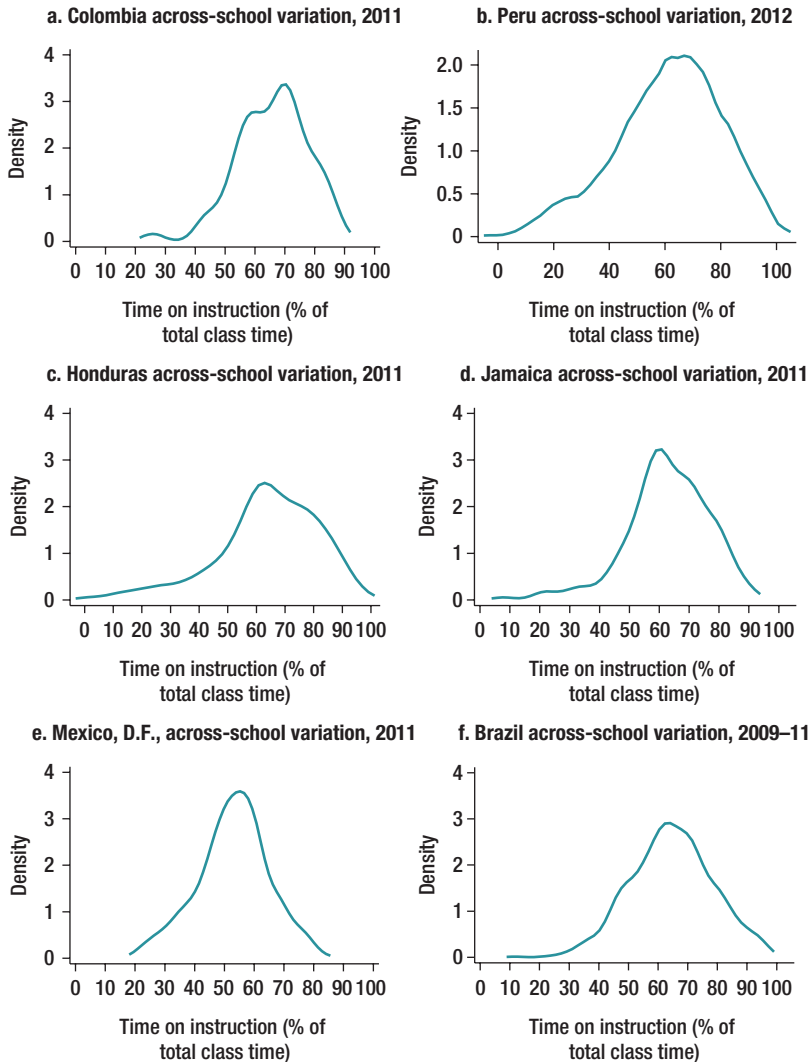 a. Colombia across-school variation, 2011
4
3
2
1
0
Density
0 10 20 30 40 50 60 70 80 90 100
Time on instruction (% of
total class time)
b. Peru across-school variation, 2012
2.0
1.5
1.0
0.5
0
Density
0 20 40 60 80 100
Time on instruction (% of
total class time)
c. Honduras across-school variation, 2011
4
3
2
1
0
Density
0 10 20 30 40 50 60 70 80 90 100
Time on instruction (% of
total class time)
d. Jamaica across-school variation, 2011
4
3
2
1
0
Density
0 10 20 30 40 50 60 70 80 90 100
Time on instruction (% of
total class time)
e. Mexico, D.F., across-school variation, 2011
4
3
2
1
0
Density
0 10 20 30 40 50 60 70 80 90 100
Time on instruction (% of
total class time)
f. Brazil across-school variation, 2009–11
4
3
2
1
0
Density
0 10 20 30 40 50 60 70 80 90 100
Time on instruction (% of
total class time)